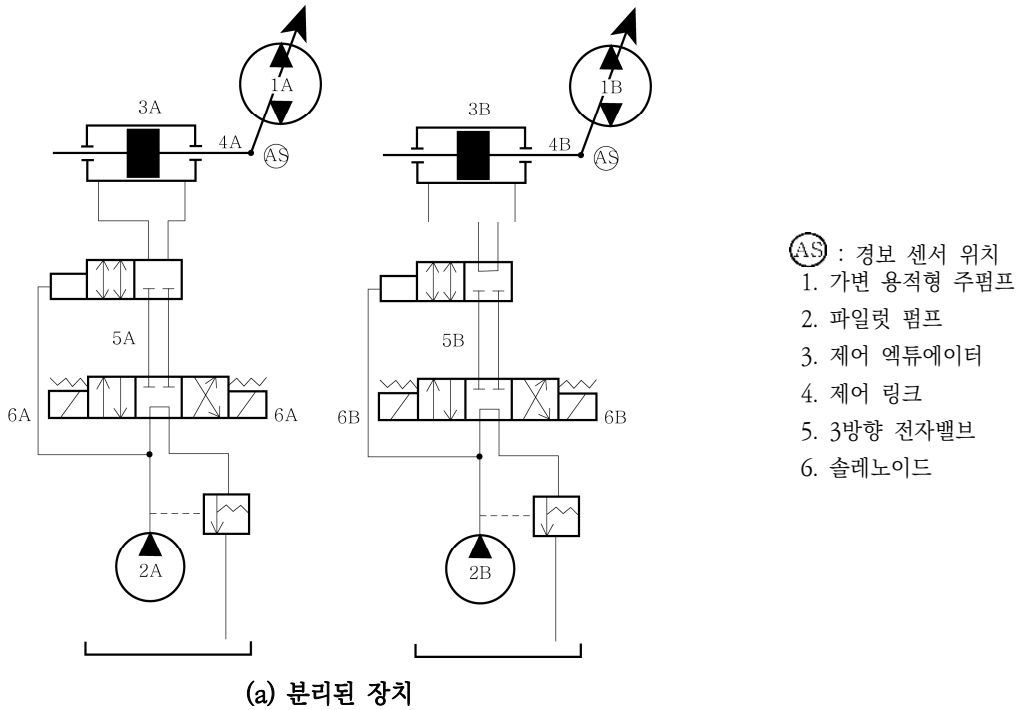 1A
3A
4A
AS
5A
6A
6A
2A
1B
3B
4B
AS
5B
6B
6B
2B
AS : 경보 센서 위치
1. 가변 용적형 주펌프
2. 파일럿 펌프
3. 제어 엑튜에이터
4. 제어 링크
5. 3방향 전자밸브
6. 솔레노이드
(a) 분리된 장치